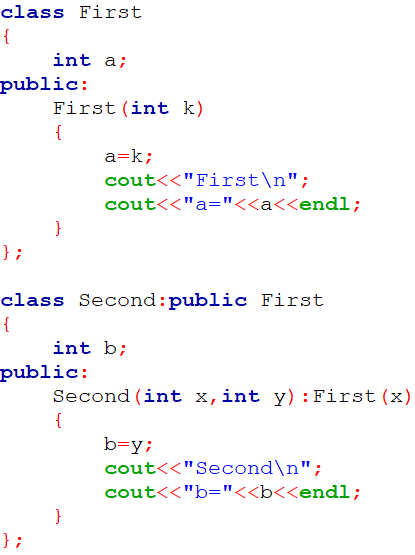 class First
{
    int a;
public:
    First(int k)
    {
        a=k;
        cout<<"First\n";
        cout<<"a="<<a<<endl;
    }
};

class Second:public First
{
    int b;
public:
    Second(int x,int y):First(x)
    {
        b=y;
        cout<<"Second\n";
        cout<<"b="<<b<<endl;
    }
};